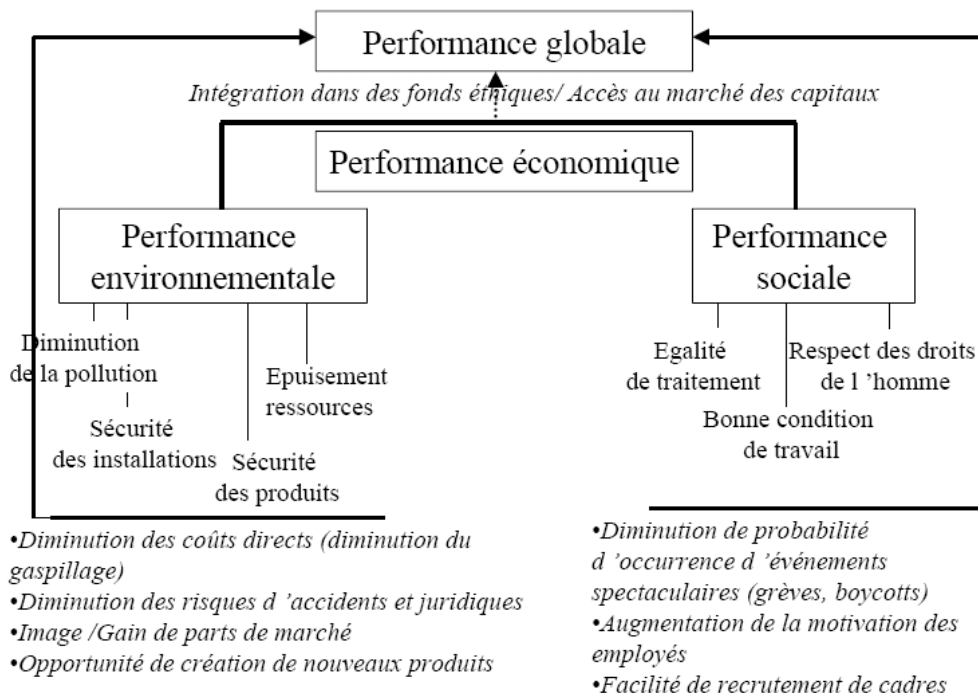 Performance globale
Intégration dans des fonds éthiques/ Accès au marché des capitaux
Performance économique
Performance
environnementale
Diminution
de la pollution
Sécurité
des installations
Epuisement
ressources
Sécurité
des produits
Performance
sociale
Egalité
de traitement
Bonne condition
de travail
Respect des droits
de l ’homme
•Diminution des coûts directs (diminution du
gaspillage)
•Diminution des risques d ’accidents et juridiques
•Image /Gain de parts de marché
•Opportunité de création de nouveaux produits
•Diminution de probabilité
d ’occurrence d ’événements
spectaculaires (grèves, boycotts)
•Augmentation de la motivation des
employés
•Facilité de recrutement de cadres